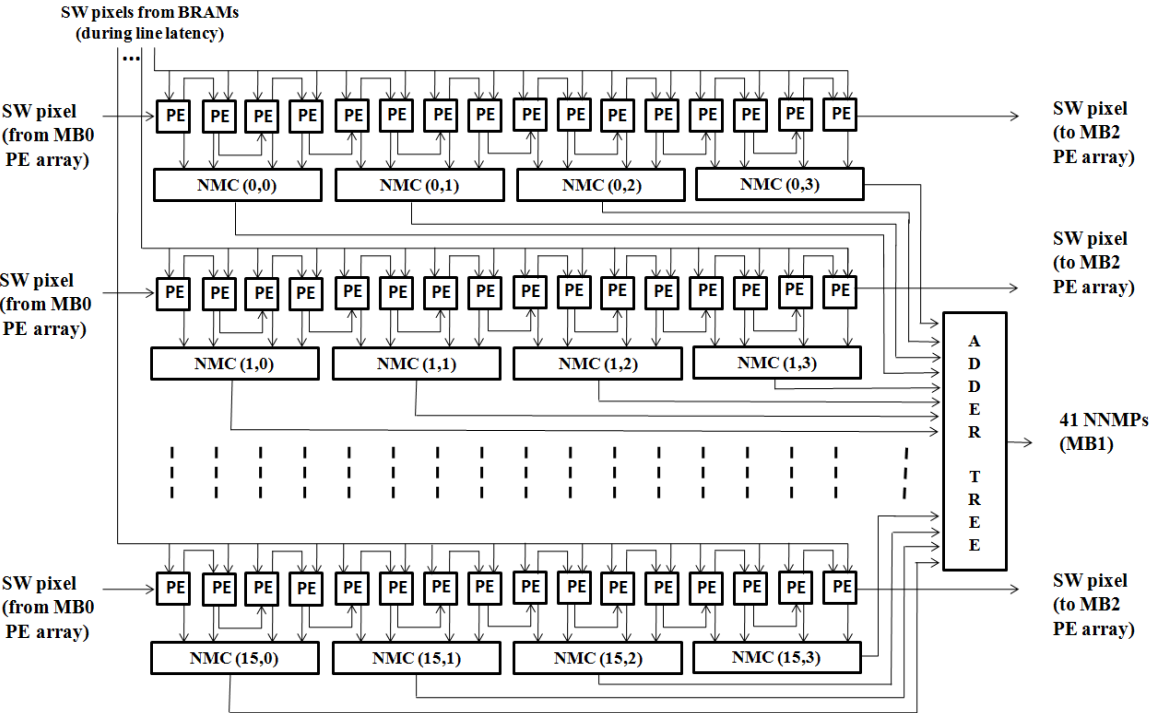 SW pixels from BRAMs
(during line latency)
...
SW pixel
(from MB0
PE array)
PE PE PE PE PE PE PE PE PE PE PE PE PE PE PE PE
SW pixel
(to MB2
PE array)
NMC (0,0) NMC (0,1) NMC (0,2) NMC (0,3)
SW pixel
(from MB0
PE array)
PE PE PE PE PE PE PE PE PE PE PE PE PE PE PE PE
SW pixel
(to MB2
PE array)
NMC (1,0) NMC (1,1) NMC (1,2) NMC (1,3)
ADDER TREE
41 NNMPs
(MB1)
SW pixel
(from MB0
PE array)
PE PE PE PE PE PE PE PE PE PE PE PE PE PE PE PE
SW pixel
(to MB2
PE array)
NMC (15,0) NMC (15,1) NMC (15,2) NMC (15,3)